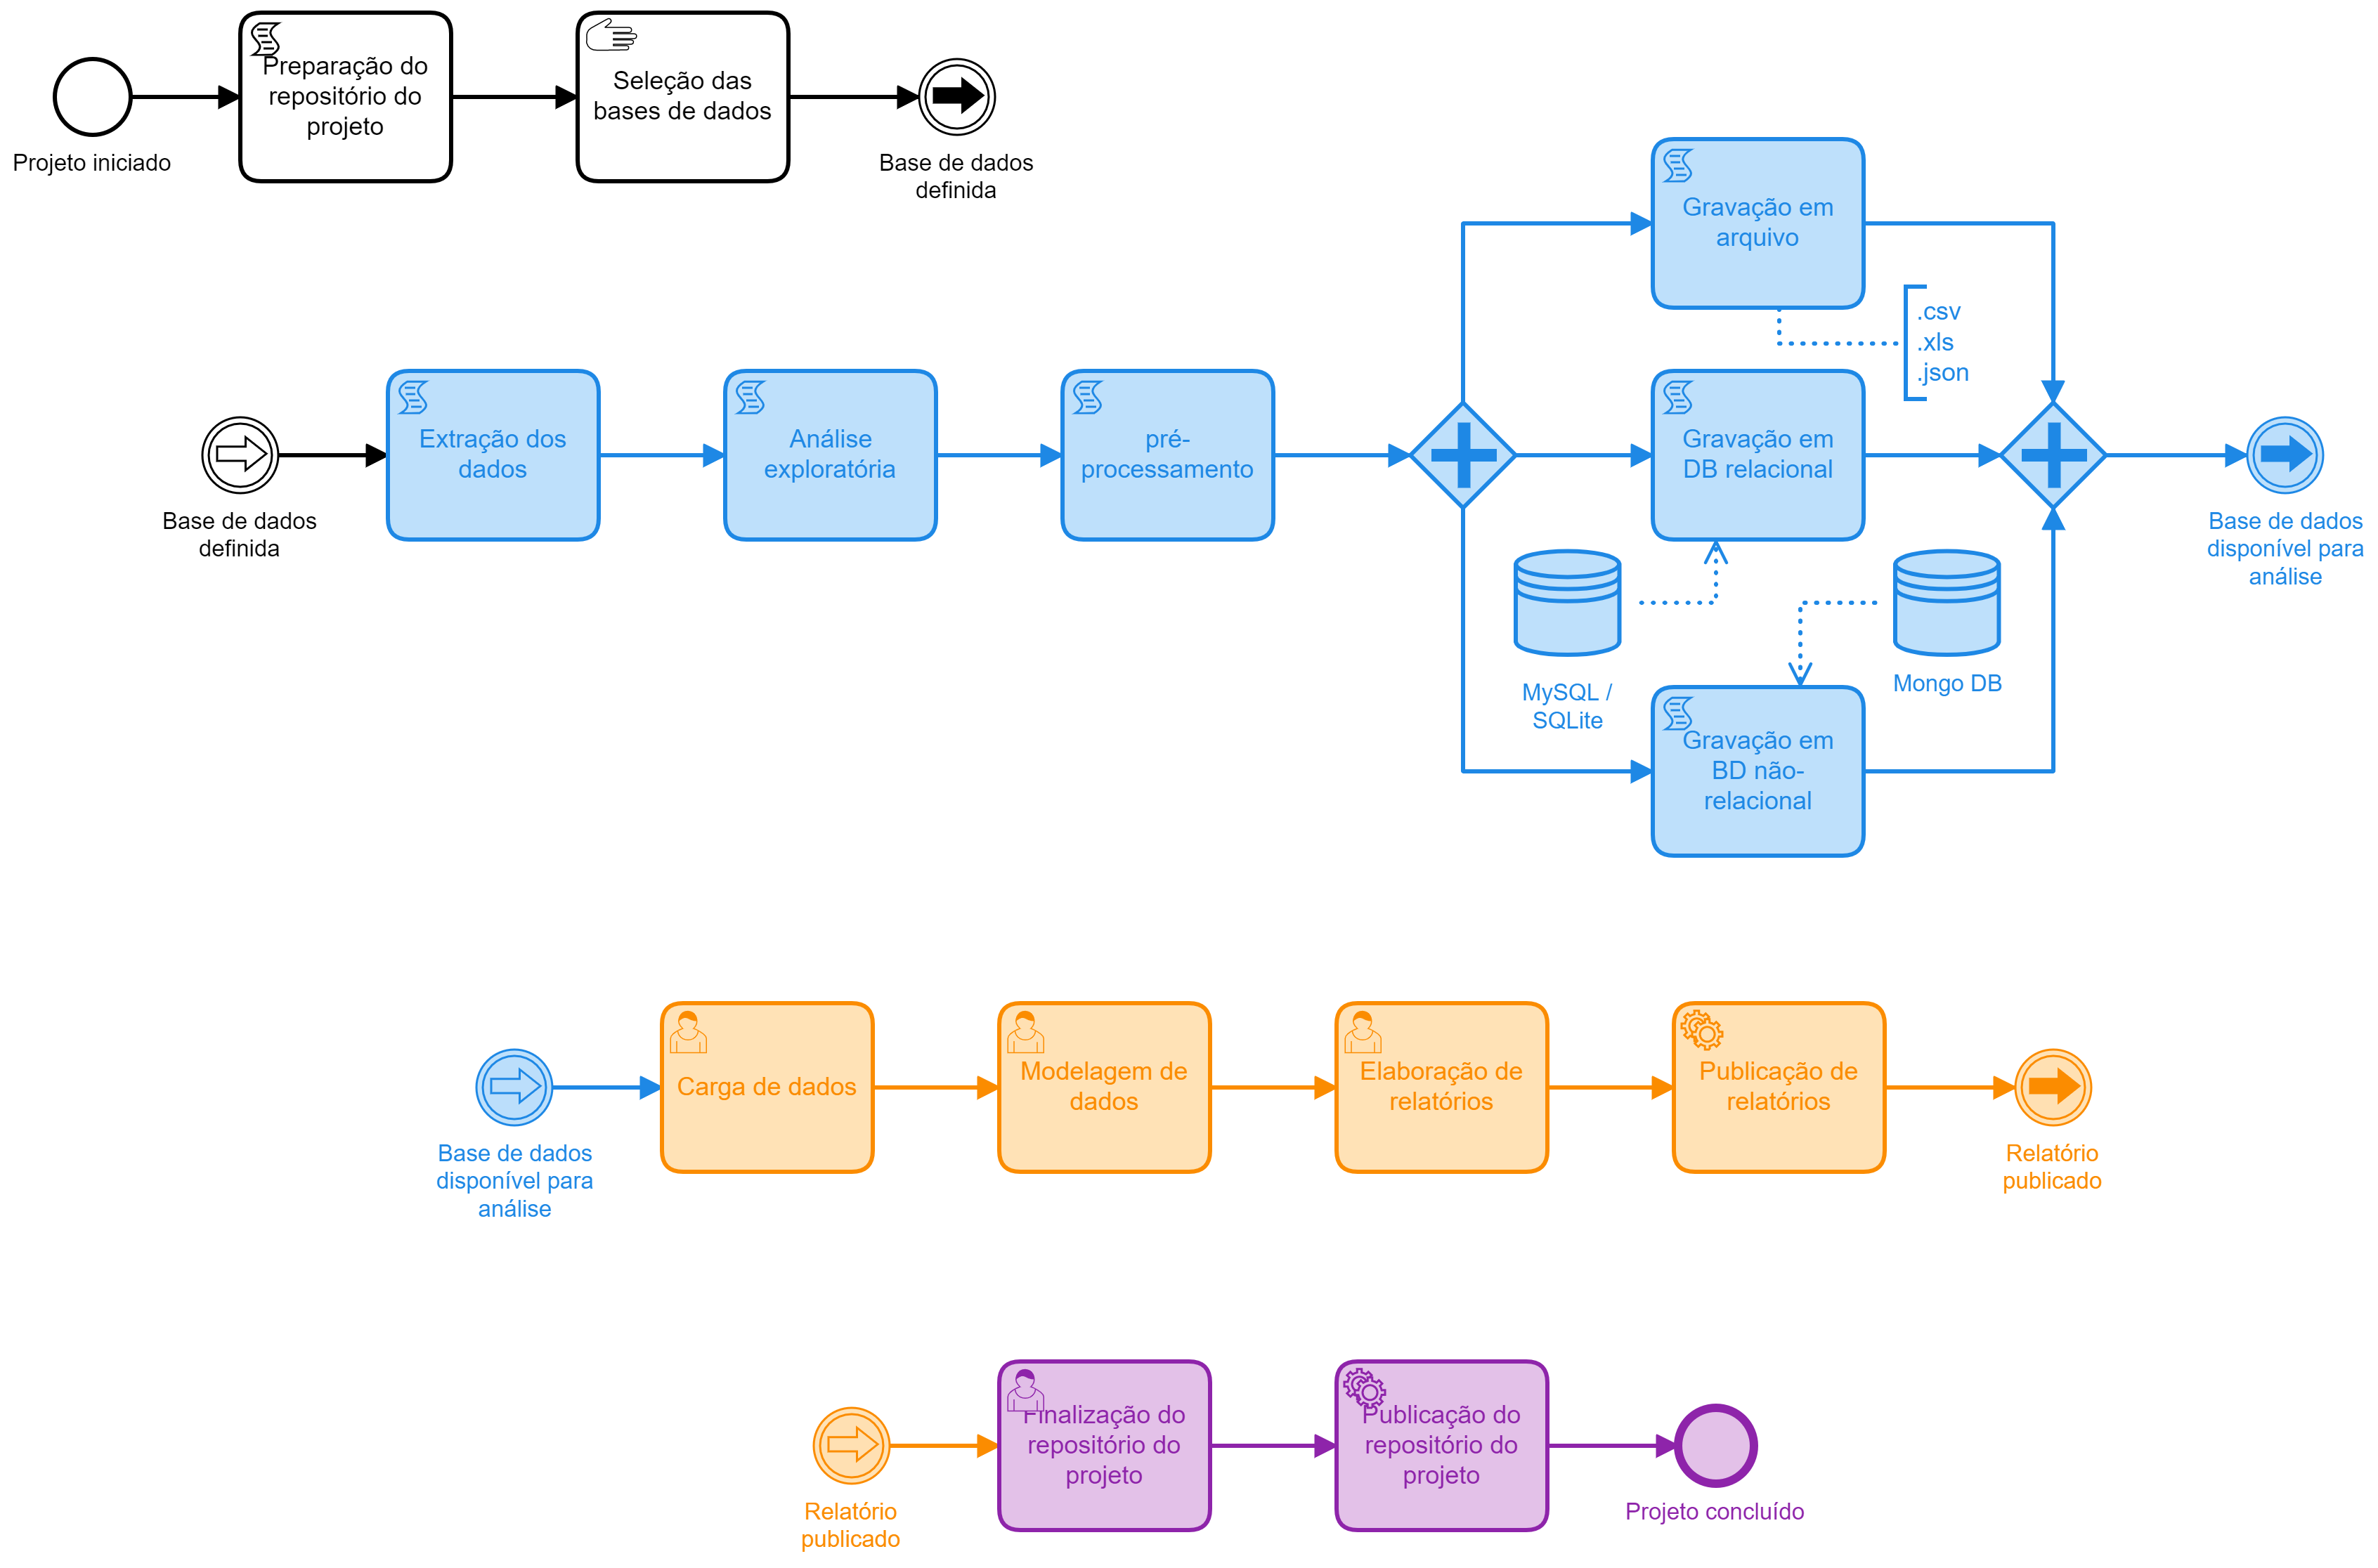 Preparação do
repositório do
projeto
Seleção das
bases de dados
Projeto iniciado
Base de dados
definida
Gravação em
arquivo
.csv
.xls
.json
Extração dos
dados
Análise
exploratória
pré-
processamento
Gravação em
DB relacional
Base de dados
definida
Base de dados
disponível para
análise
MySQL /
SQLite
Mongo DB
Gravação em
BD não-
relacional
Carga de dados
Modelagem de
dados
Elaboração de
relatórios
Publicação de
relatórios
Base de dados
disponível para
análise
Relatório
publicado
Finalização do
repositório do
projeto
Publicação do
repositório do
projeto
Relatório
publicado
Projeto concluído